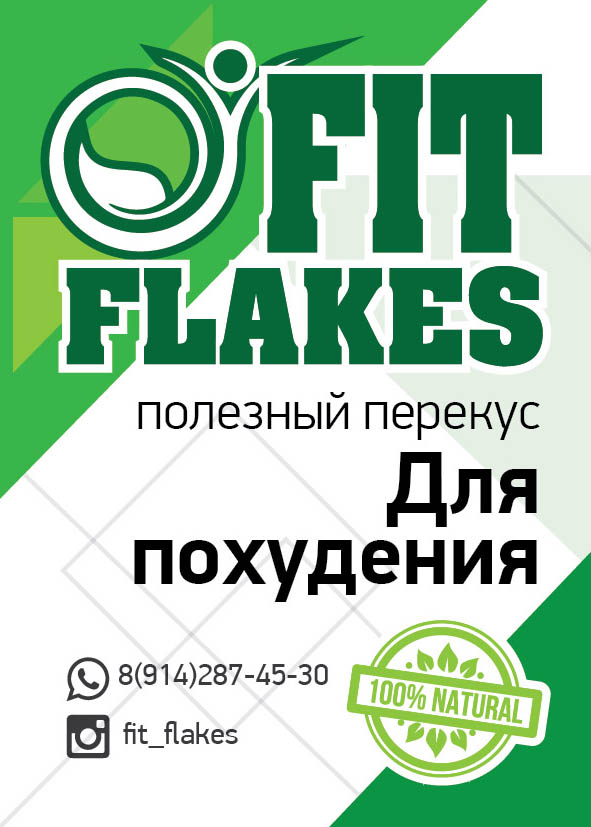 FIT
FLAKES
полезный перекус
Для
похудения
8(914)287-45-30
100% NATURAL
fit_flakes